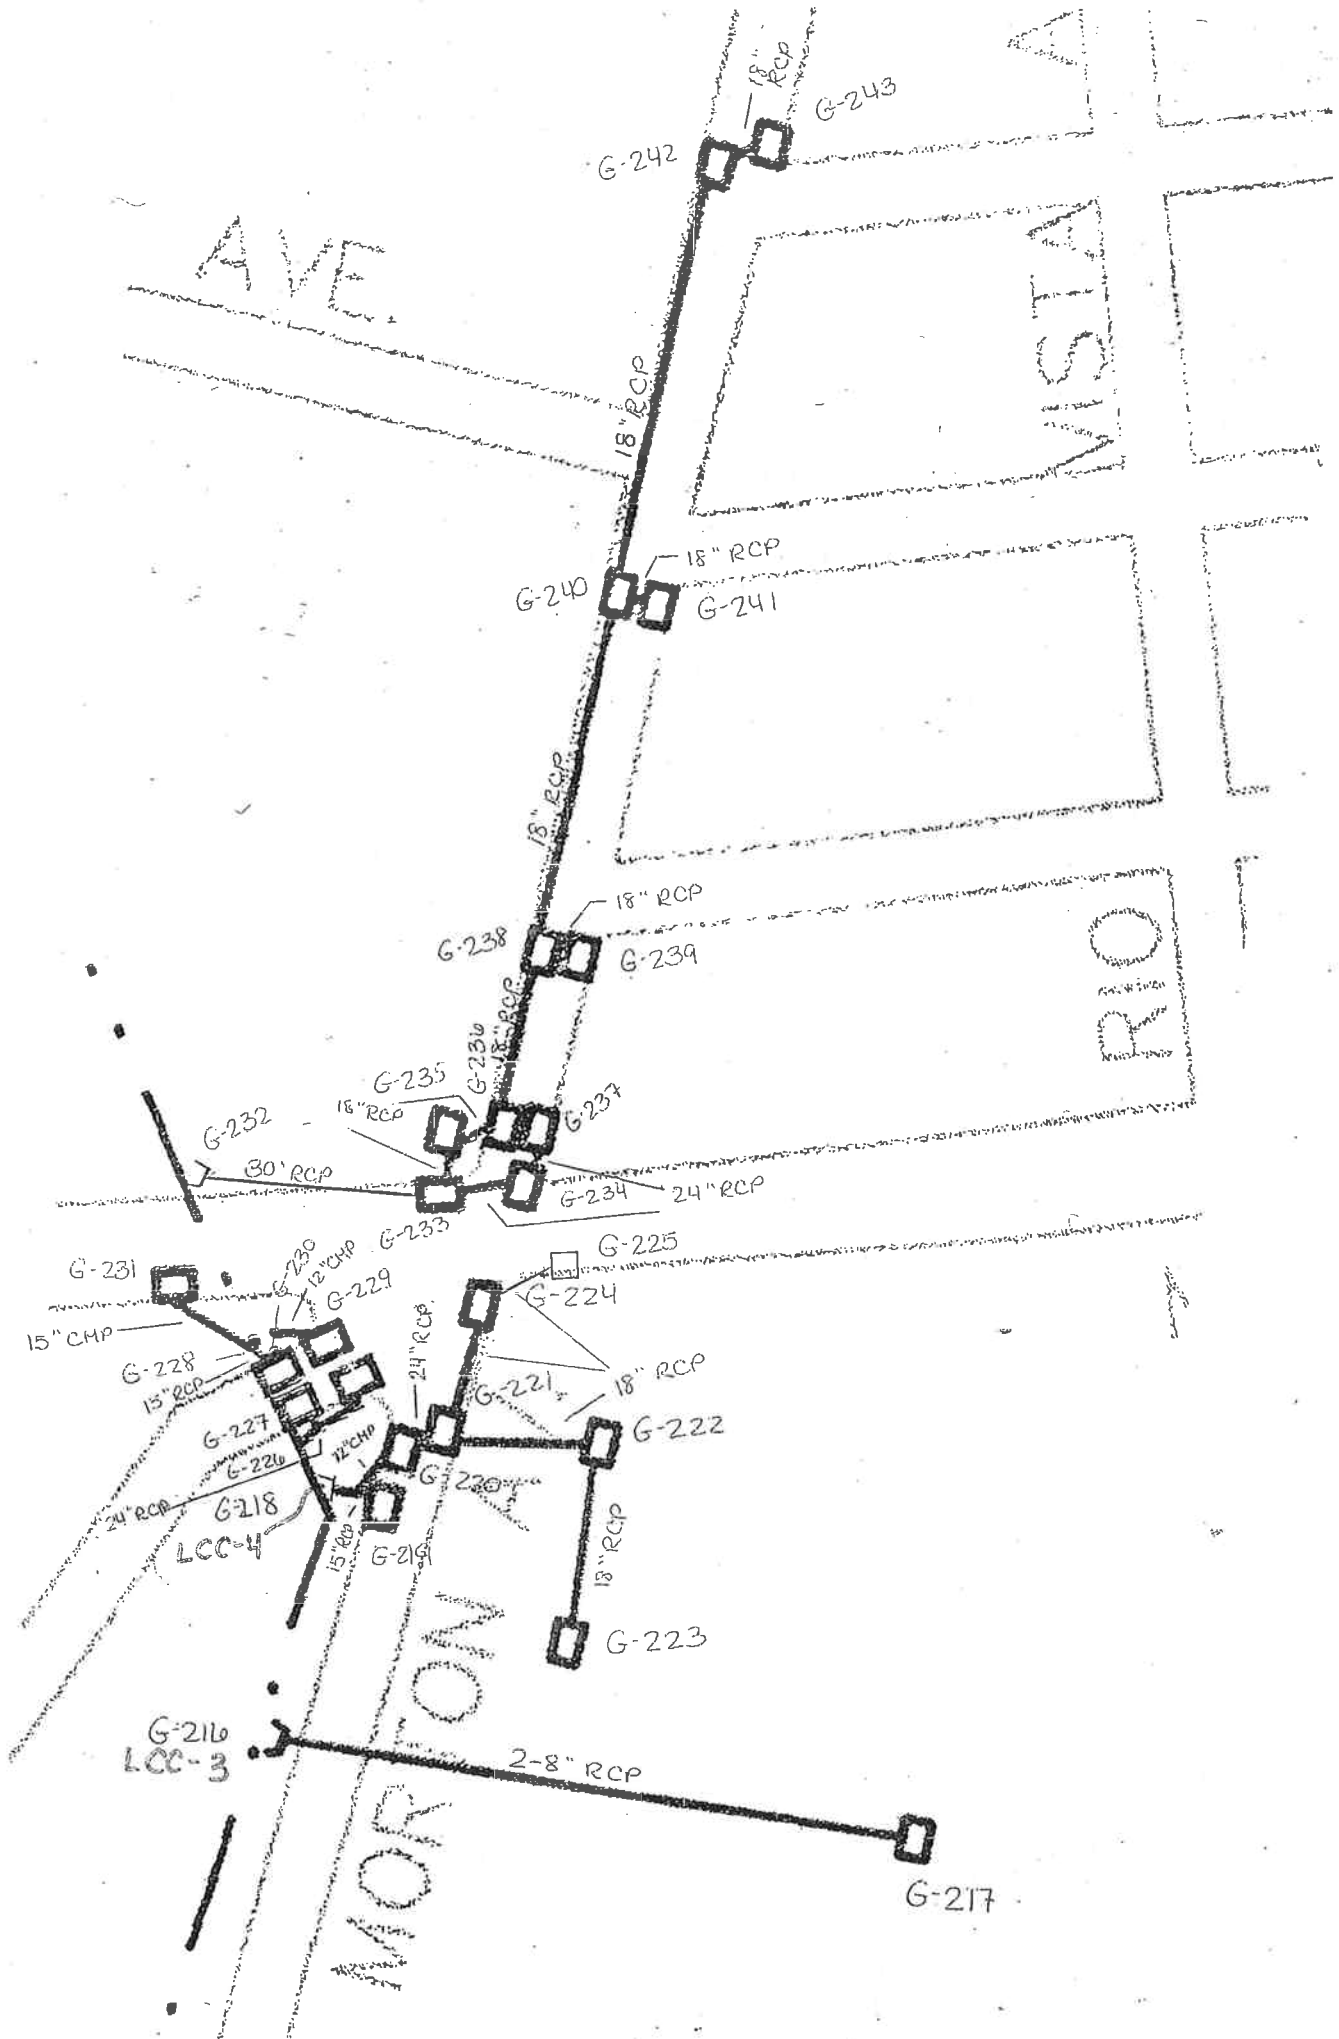 A
18" RCP
G-243
G-242
AVE.
VISTA
18" RCP
18" RCP
G-240
G-241
18" RCP
18" RCP
G-238
G-239
RIO
18" RCP
G-236
G-235
18" RCP
G-237
G-232
30" RCP
G-234
24" RCP
G-233
G-225
G-231
G-230
12" CMP
G-229
G-224
15" CMP
24" RCP
G-228
15" RCP
18" RCP
G-221
G-222
G-227
12" CMP
G-226
G-220
A
24" RCP
G-218
LCC-4
15" RCP
G-219
18" RCP
G-223
MORTON
G-216
LCC-3
2-8" RCP
G-217